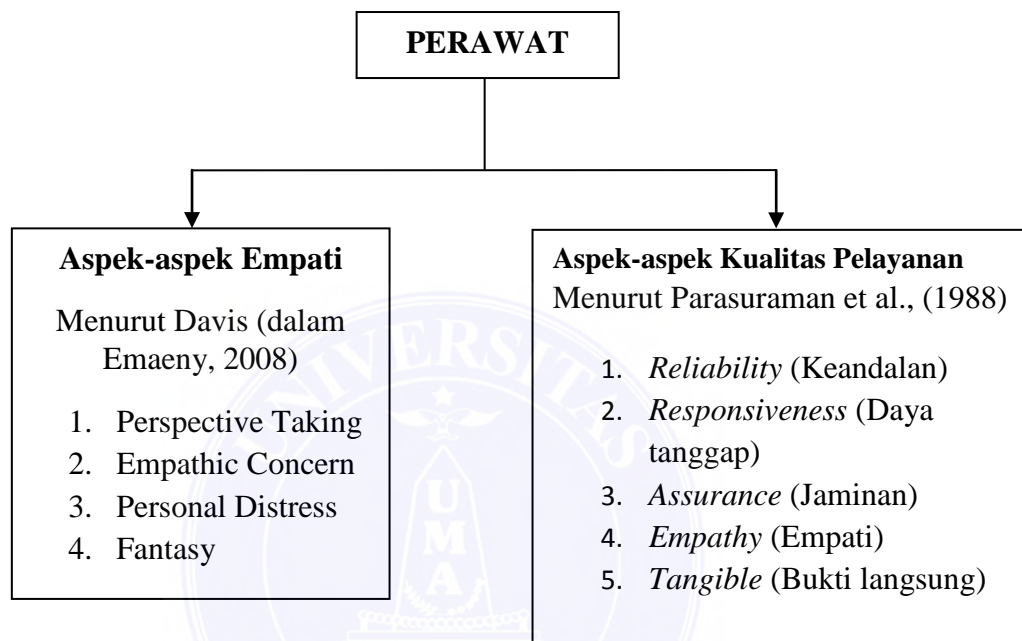 PERAWAT
Aspek-aspek Empati
Menurut Davis (dalam
Emaeny, 2008)
1. Perspective Taking
2. Empathic Concern
3. Personal Distress
4. Fantasy
Aspek-aspek Kualitas Pelayanan
Menurut Parasuraman et al., (1988)
1. Reliability (Keandalan)
2. Responsiveness (Daya
tanggap)
3. Assurance (Jaminan)
4. Empathy (Empati)
5. Tangible (Bukti langsung)
UNIVERSITAS
UMA